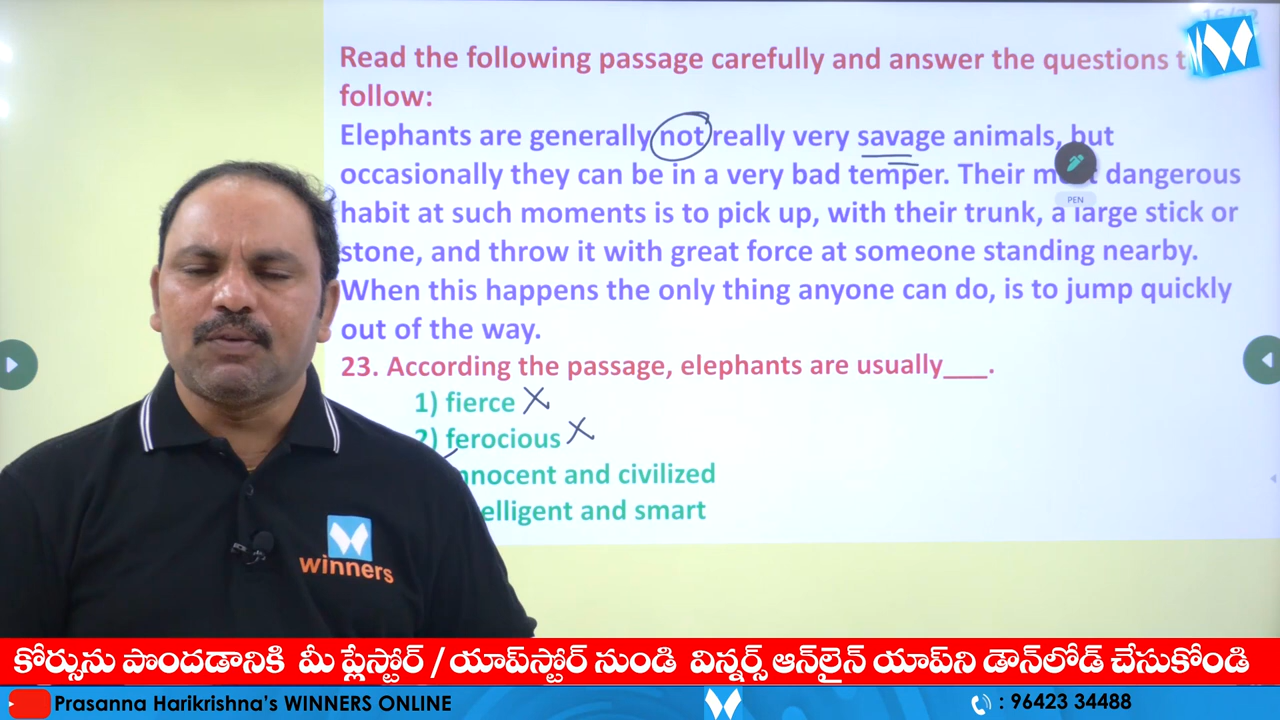 16/22
Read the following passage carefully and answer the questions
follow:
Elephants are generally not really very savage animals, but
occasionally they can be in a very bad temper. Their dangerous
habit at such moments is to pick up, with their trunk, a large stick or
stone, and throw it with great force at someone standing nearby.
When this happens the only thing anyone can do, is to jump quickly
out of the way.
PEN
23. According the passage, elephants are usually___.
1) fierce
2) ferocious
innocent and civilized
elligent and smart
winners
కోర్సును పొందడానికి మీ ప్లేస్టోర్ / యాప్‌స్టోర్ నుండి విన్నర్స్ ఆన్‌లైన్ యాప్‌ని డౌన్‌లోడ్ చేసుకోండి
Prasanna Harikrishna's WINNERS ONLINE
: 96423 34488